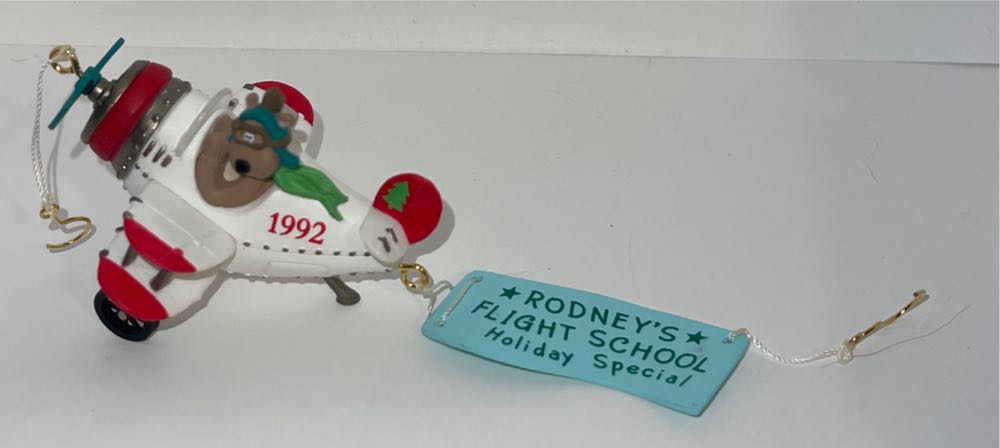 1992
★RODNEY'S★
FLIGHT SCHOOL
Holiday Special